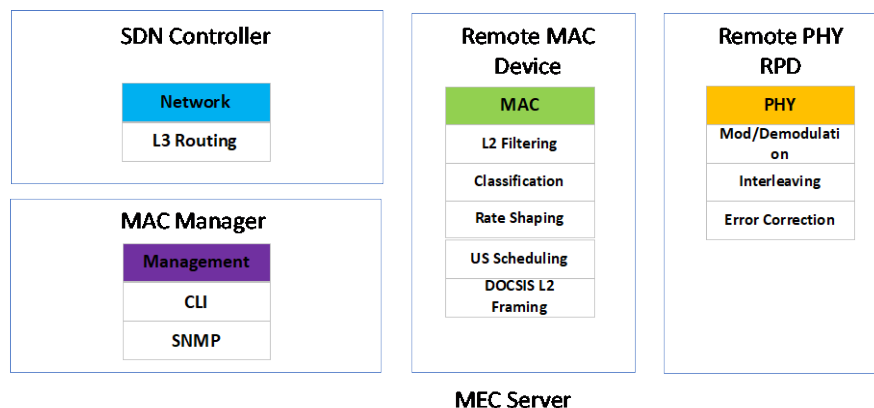 SDN Controller
Network
L3 Routing
MAC Manager
Management
CLI
SNMP
Remote MAC
Device
MAC
L2 Filtering
Classification
Rate Shaping
US Scheduling
DOCSIS L2
Framing
Remote PHY
RPD
PHY
Mod/Demodulati
on
Interleaving
Error Correction
MEC Server